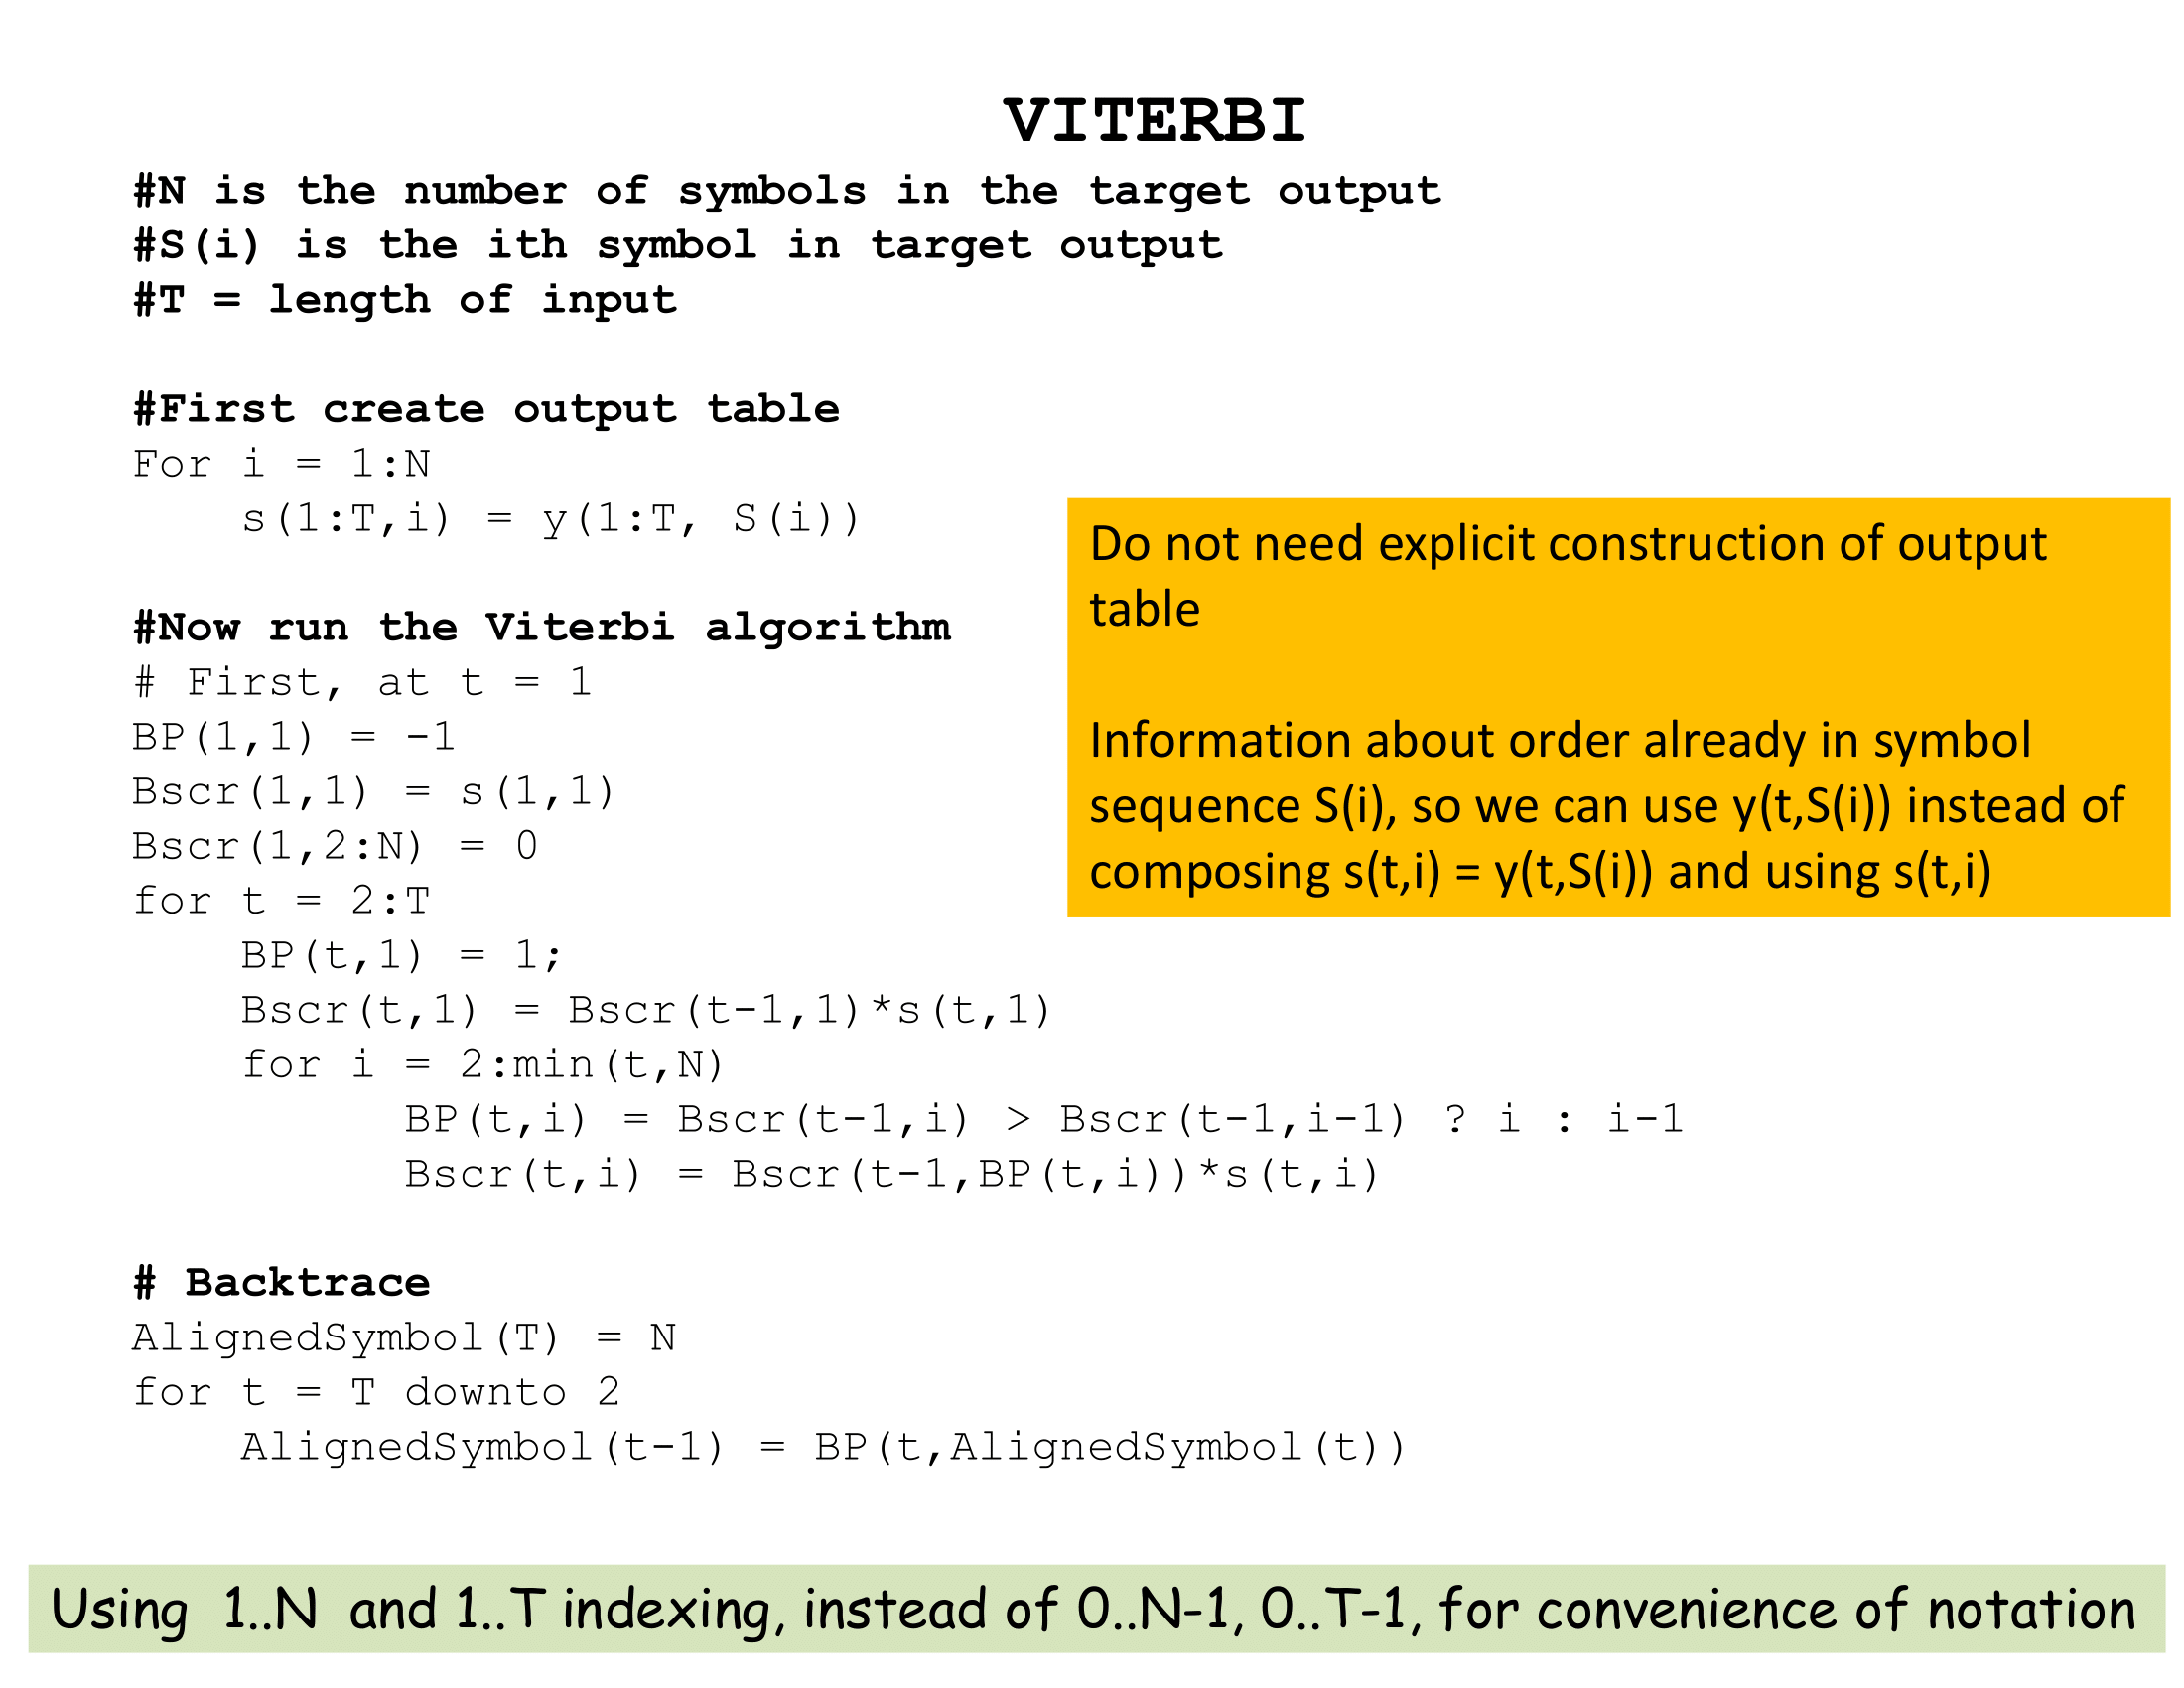 VITERBI
#N is the number of symbols in the target output
#S(i) is the ith symbol in target output
#T = length of input
#First create output table
For i = 1:N
s(1:T,i) = y(1:T, S(i))
Do not need explicit construction of output
table
Information about order already in symbol
sequence S(i), so we can use y(t,S(i)) instead of
composing s(t,i) = y(t,S(i)) and using s(t,i)
#Now run the Viterbi algorithm
# First, at t = 1
BP(1,1) = -1
Bscr(1,1) = s(1,1)
Bscr(1,2:N) = 0
for t = 2:T
BP(t,1) = 1;
Bscr(t,1) = Bscr(t-1,1)*s(t,1)
for i = 2:min(t,N)
BP(t,i) = Bscr(t-1,i) > Bscr(t-1,i-1) ? i : i-1
Bscr(t,i) = Bscr(t-1,BP(t,i))*s(t,i)
# Backtrace
AlignedSymbol(T) = N
for t = T downto 2
AlignedSymbol(t-1) = BP(t,AlignedSymbol(t))
Using 1..N and 1..T indexing, instead of 0..N-1, 0..T-1, for convenience of notation